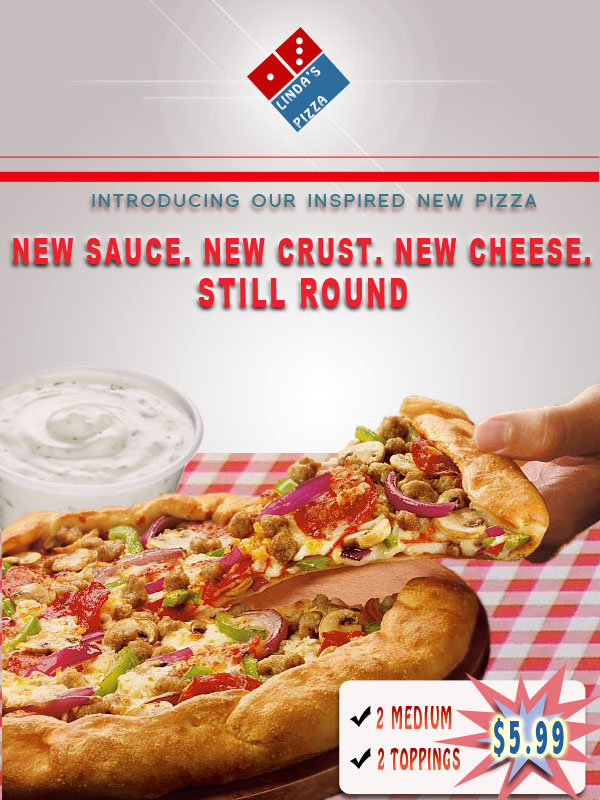 LINDA'S
PIZZA
INTRODUCING OUR INSPIRED NEW PIZZA
NEW SAUCE. NEW CRUST. NEW CHEESE.
STILL ROUND
2 MEDIUM
2 TOPPINGS
$5.99